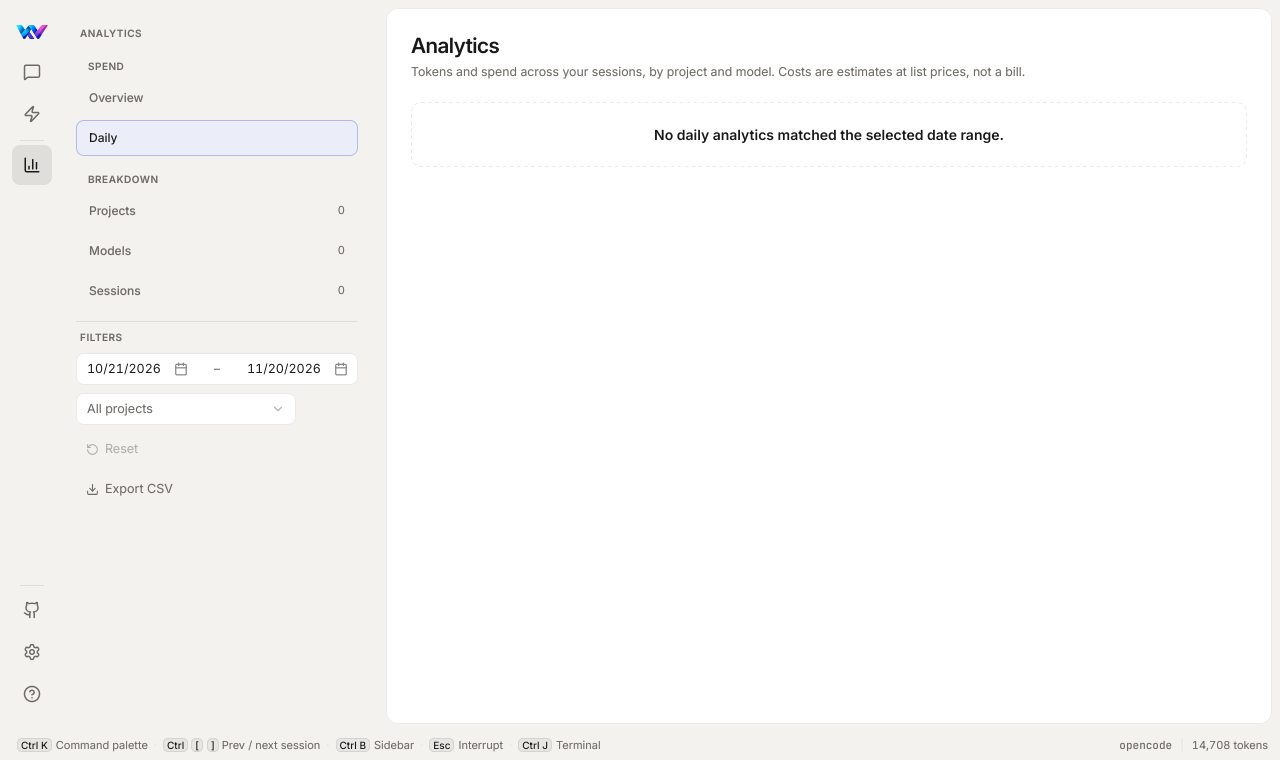 ANALYTICS
SPEND
Overview
Daily
BREAKDOWN
Projects 0
Models 0
Sessions 0
FILTERS
10/21/2026 – 11/20/2026
All projects
Reset
Export CSV
Analytics
Tokens and spend across your sessions, by project and model. Costs are estimates at list prices, not a bill.
No daily analytics matched the selected date range.
Ctrl K Command palette Ctrl [ ] Prev / next session Ctrl B Sidebar Esc Interrupt Ctrl J Terminal opencode 14,708 tokens